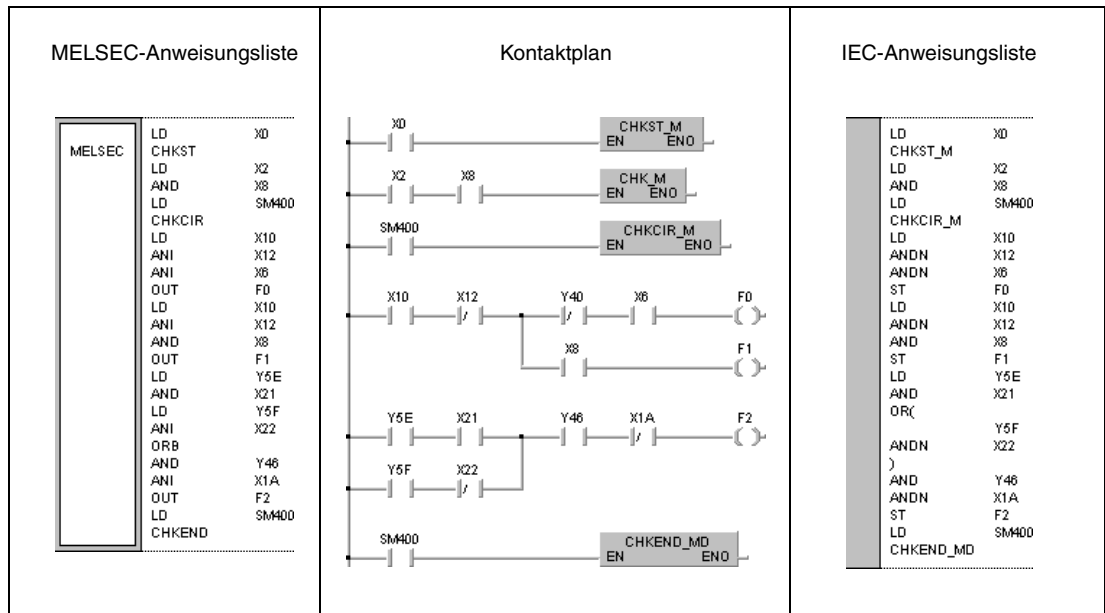 MELSEC-Anweisungsliste
MELSEC
LD X0
CHKST
LD X2
AND X8
LD SM400
CHKCIR
LD X10
ANI X12
ANI X6
OUT F0
LD X10
ANI X12
AND X8
OUT F1
LD Y5E
AND X21
LD Y5F
ANI X22
ORB
AND Y46
ANI X1A
OUT F2
LD SM400
CHKEND
Kontaktplan
X0 CHKST_M
EN ENO
X2 X8 CHK_M
EN ENO
SM400 CHKCIR_M
EN ENO
X10 X12 Y40 X6 F0
X8 F1
Y5E X21 Y46 X1A F2
Y5F X22
SM400 CHKEND_MD
EN ENO
IEC-Anweisungsliste
LD X0
CHKST_M
LD X2
AND X8
LD SM400
CHKCIR_M
LD X10
ANDN X12
ANDN X6
ST F0
LD X10
ANDN X12
AND X8
ST F1
LD Y5E
AND X21
OR(
Y5F
ANDN X22
)
AND Y46
ANDN X1A
ST F2
LD SM400
CHKEND_MD